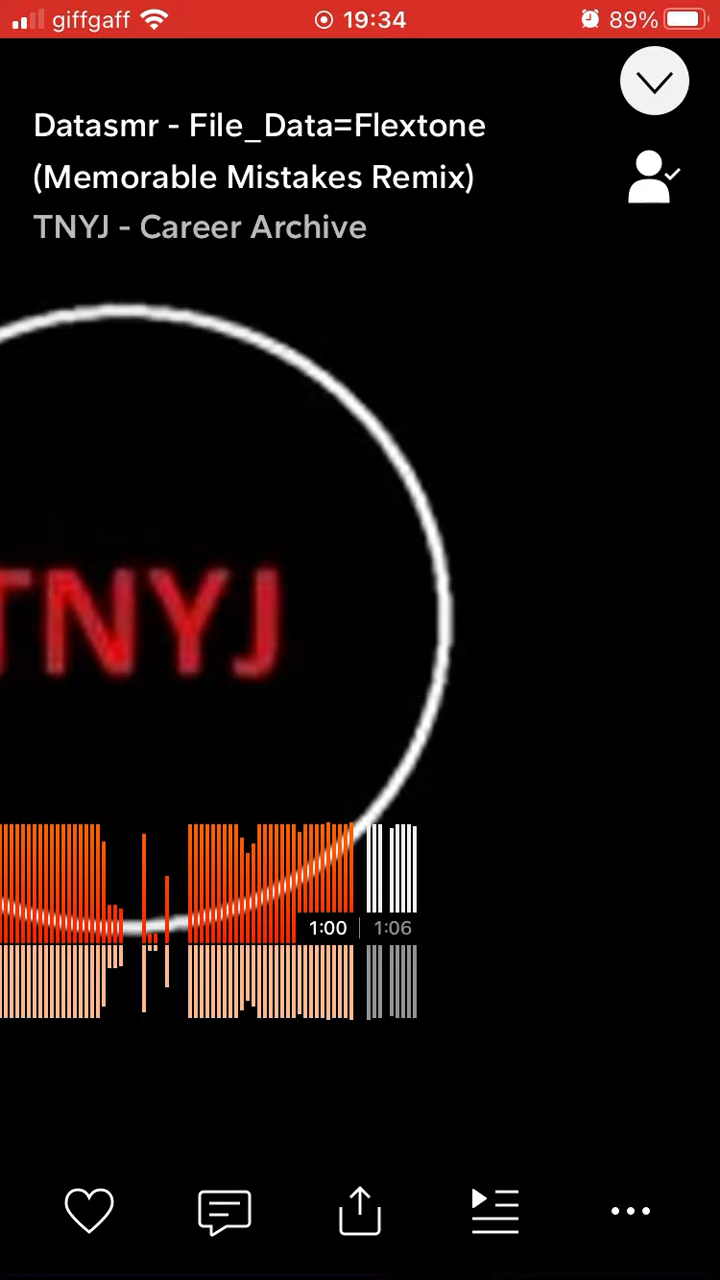 giffgaff 19:34 89%
Datasmr - File_Data=Flextone
(Memorable Mistakes Remix)
TNYJ - Career Archive
TNYJ
1:00 | 1:06